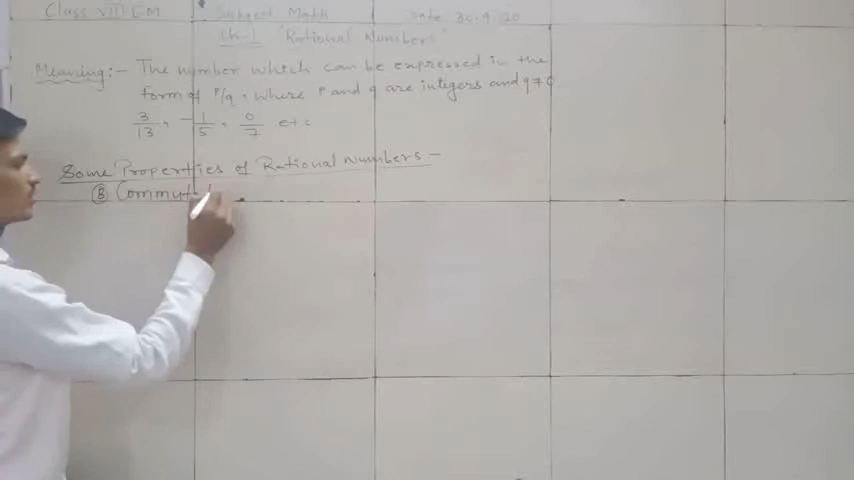 Class VIII E.M Subject Math Date 30.9.20
Ch-1 "Rational Numbers"
Meaning:- The number which can be expressed in the
form of P/q, where P and q are integers and q≠0
3/13, -1/5, 0/7 etc
Some Properties of Rational Numbers -
Ⓑ Commut